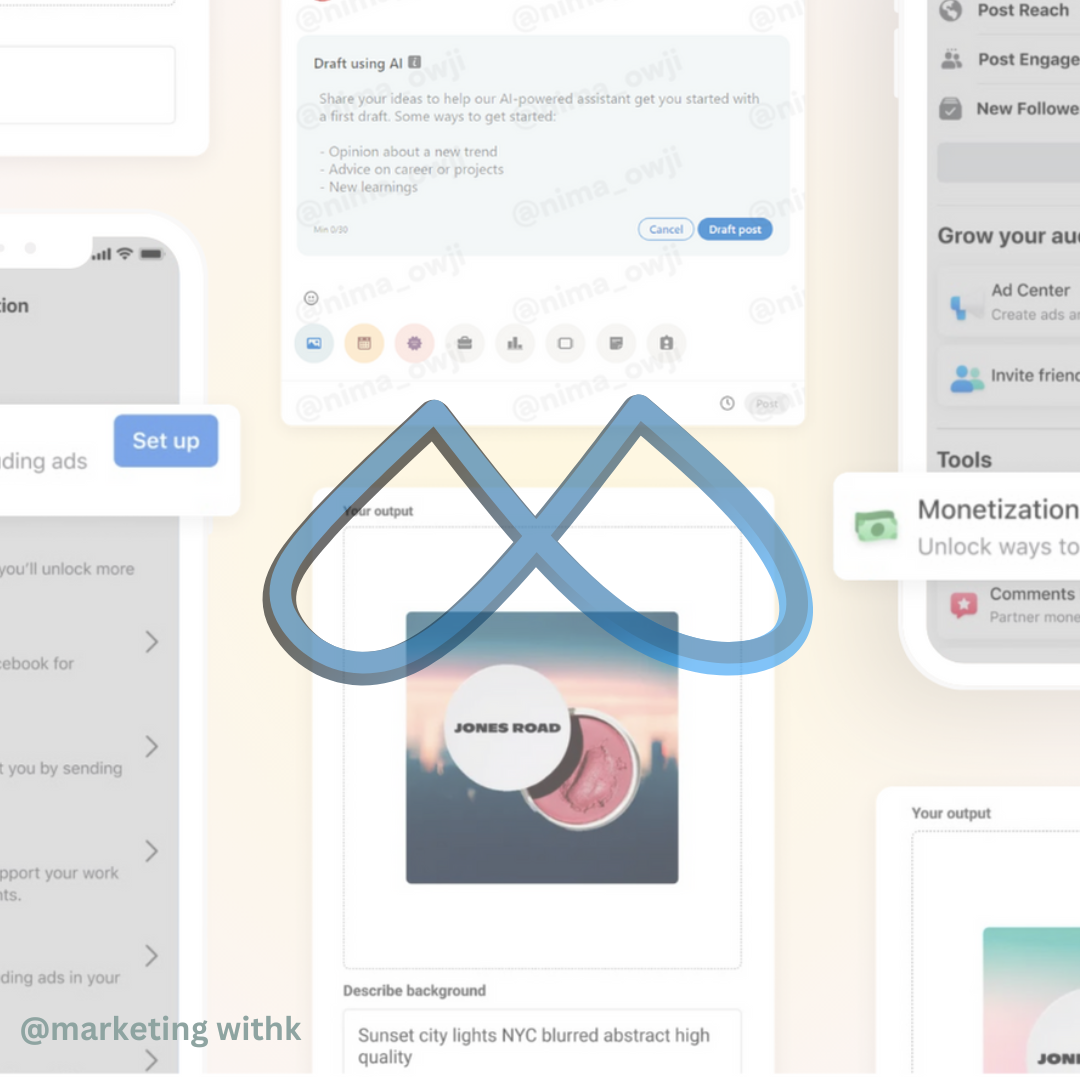 Draft using AI
Share your ideas to help our AI-powered assistant get you started with
a first draft. Some ways to get started:
- Opinion about a new trend
- Advice on career or projects
- New learnings
Min 0/30
Cancel
Draft post
@nima_owji
Post
Post Reach
Post Engage
New Followe
Grow your au
Ad Center
Create ads a
Invite frien
Tools
Monetization
Unlock ways to
Comments
Partner mone
tion
Set up
ding ads
you'll unlock more
cebook for
t you by sending
pport your work
nts.
ding ads in your
Your output
JONES ROAD
Describe background
Sunset city lights NYC blurred abstract high
quality
Your output
JON
@marketing withk